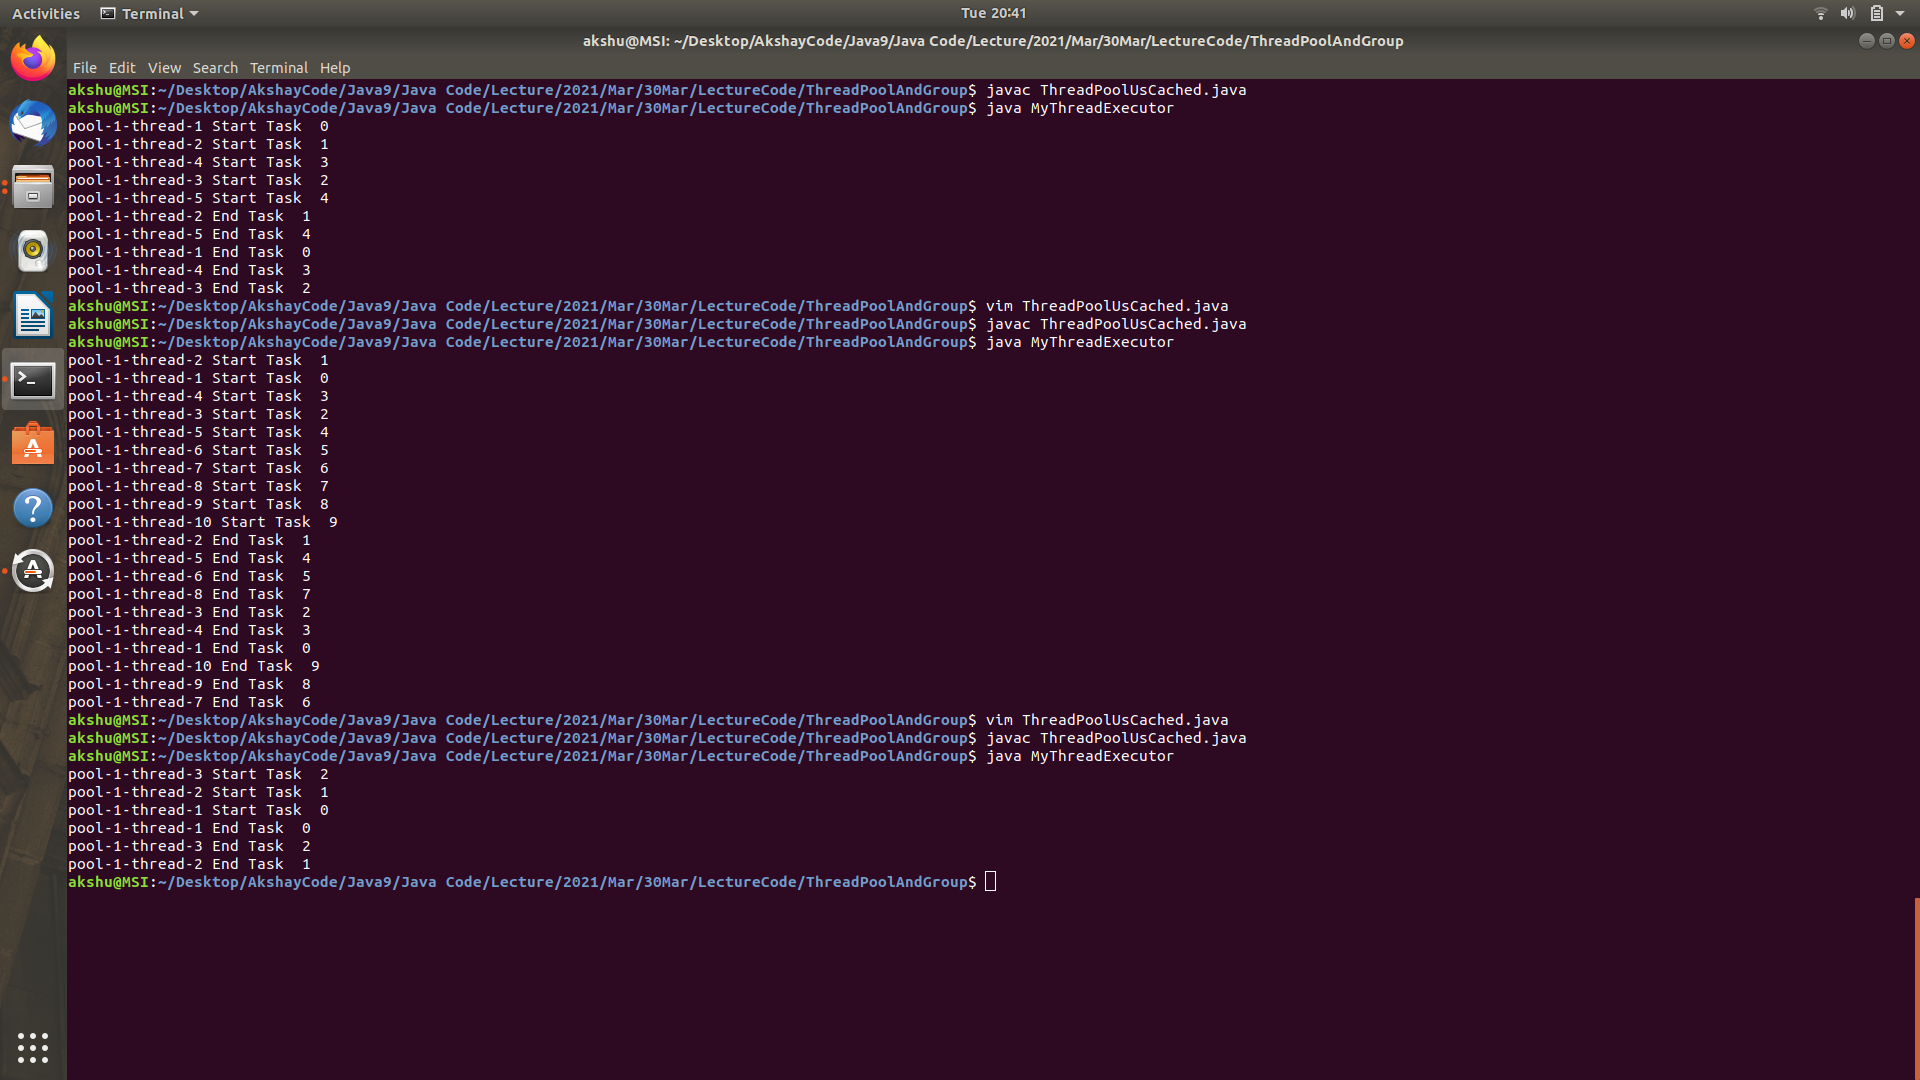 Activities Terminal Tue 20:41
akshu@MSI: ~/Desktop/AkshayCode/Java9/Java Code/Lecture/2021/Mar/30Mar/LectureCode/ThreadPoolAndGroup
File Edit View Search Terminal Help
akshu@MSI:~/Desktop/AkshayCode/Java9/Java Code/Lecture/2021/Mar/30Mar/LectureCode/ThreadPoolAndGroup$ javac ThreadPoolUsCached.java
akshu@MSI:~/Desktop/AkshayCode/Java9/Java Code/Lecture/2021/Mar/30Mar/LectureCode/ThreadPoolAndGroup$ java MyThreadExecutor
pool-1-thread-1 Start Task  0
pool-1-thread-2 Start Task  1
pool-1-thread-4 Start Task  3
pool-1-thread-3 Start Task  2
pool-1-thread-5 Start Task  4
pool-1-thread-2 End Task  1
pool-1-thread-5 End Task  4
pool-1-thread-1 End Task  0
pool-1-thread-4 End Task  3
pool-1-thread-3 End Task  2
akshu@MSI:~/Desktop/AkshayCode/Java9/Java Code/Lecture/2021/Mar/30Mar/LectureCode/ThreadPoolAndGroup$ vim ThreadPoolUsCached.java
akshu@MSI:~/Desktop/AkshayCode/Java9/Java Code/Lecture/2021/Mar/30Mar/LectureCode/ThreadPoolAndGroup$ javac ThreadPoolUsCached.java
akshu@MSI:~/Desktop/AkshayCode/Java9/Java Code/Lecture/2021/Mar/30Mar/LectureCode/ThreadPoolAndGroup$ java MyThreadExecutor
pool-1-thread-2 Start Task  1
pool-1-thread-1 Start Task  0
pool-1-thread-4 Start Task  3
pool-1-thread-3 Start Task  2
pool-1-thread-5 Start Task  4
pool-1-thread-6 Start Task  5
pool-1-thread-7 Start Task  6
pool-1-thread-8 Start Task  7
pool-1-thread-9 Start Task  8
pool-1-thread-10 Start Task  9
pool-1-thread-2 End Task  1
pool-1-thread-5 End Task  4
pool-1-thread-6 End Task  5
pool-1-thread-8 End Task  7
pool-1-thread-3 End Task  2
pool-1-thread-4 End Task  3
pool-1-thread-1 End Task  0
pool-1-thread-10 End Task  9
pool-1-thread-9 End Task  8
pool-1-thread-7 End Task  6
akshu@MSI:~/Desktop/AkshayCode/Java9/Java Code/Lecture/2021/Mar/30Mar/LectureCode/ThreadPoolAndGroup$ vim ThreadPoolUsCached.java
akshu@MSI:~/Desktop/AkshayCode/Java9/Java Code/Lecture/2021/Mar/30Mar/LectureCode/ThreadPoolAndGroup$ javac ThreadPoolUsCached.java
akshu@MSI:~/Desktop/AkshayCode/Java9/Java Code/Lecture/2021/Mar/30Mar/LectureCode/ThreadPoolAndGroup$ java MyThreadExecutor
pool-1-thread-3 Start Task  2
pool-1-thread-2 Start Task  1
pool-1-thread-1 Start Task  0
pool-1-thread-1 End Task  0
pool-1-thread-3 End Task  2
pool-1-thread-2 End Task  1
akshu@MSI:~/Desktop/AkshayCode/Java9/Java Code/Lecture/2021/Mar/30Mar/LectureCode/ThreadPoolAndGroup$